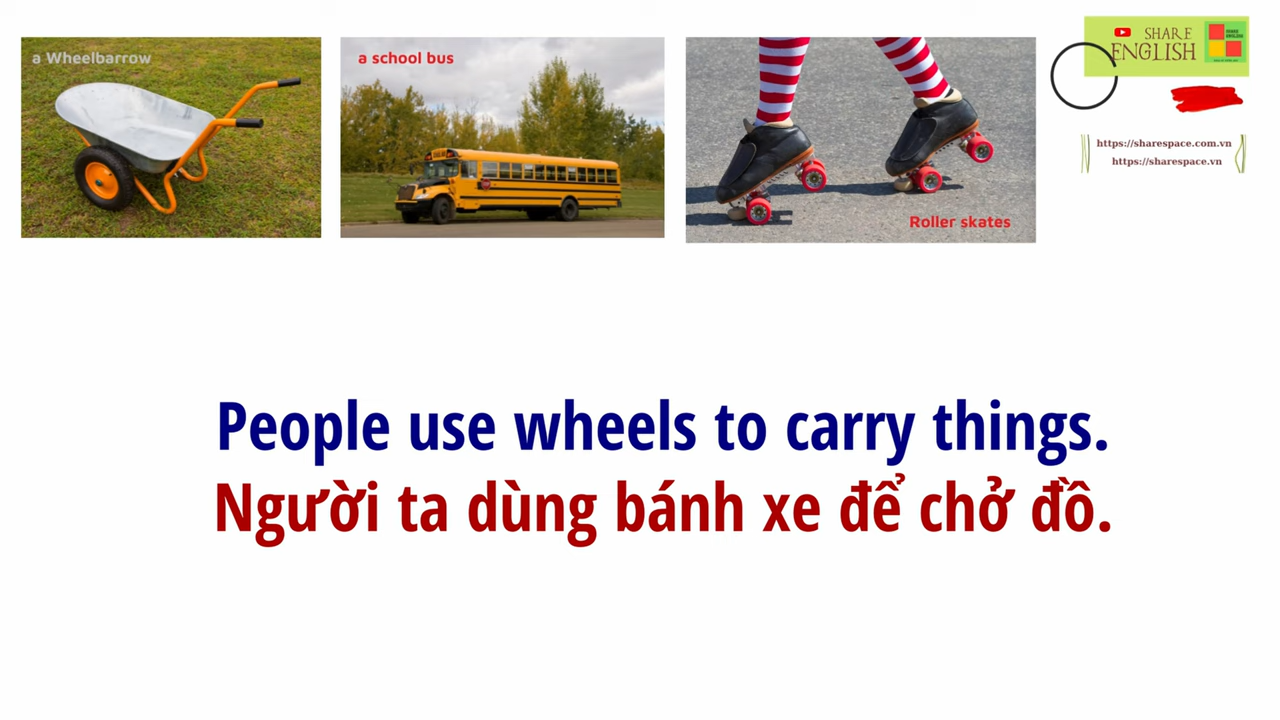 a Wheelbarrow
a school bus
Roller skates
SHARE
ENGLISH
https://sharespace.com.vn
https://sharespace.vn
People use wheels to carry things.
Người ta dùng bánh xe để chở đồ.